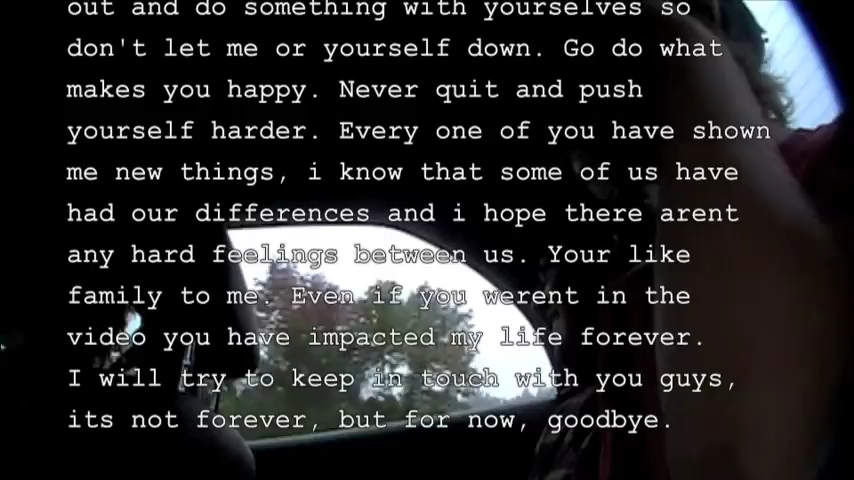 out and do something with yourselves so
don't let me or yourself down. Go do what
makes you happy. Never quit and push
yourself harder. Every one of you have shown
me new things, i know that some of us have
had our differences and i hope there arent
any hard feelings between us. Your like
family to me. Even if you werent in the
video you have impacted my life forever.
I will try to keep in touch with you guys,
its not forever, but for now, goodbye.